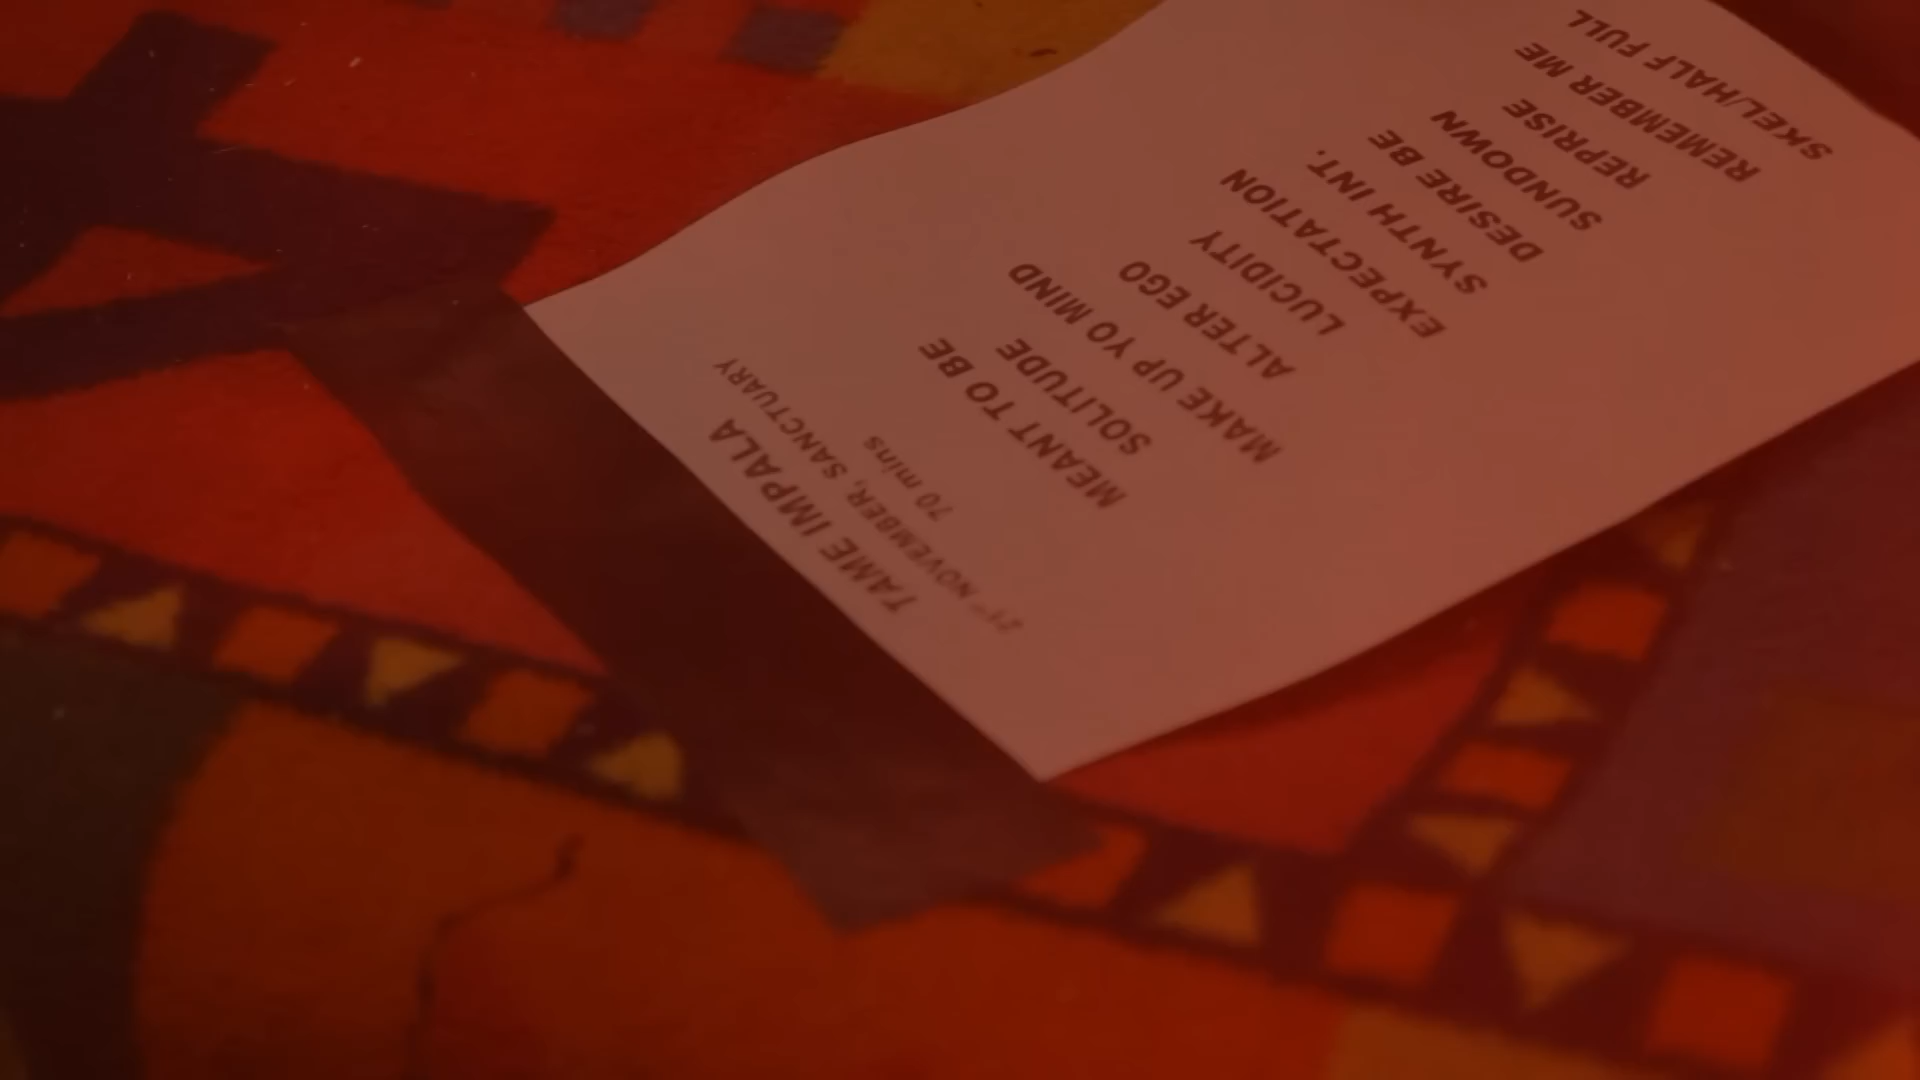 TAME IMPALA
21ST NOVEMBER, SANCTUARY
70 mins
MEANT TO BE
SOLITUDE
MAKE UP YO MIND
ALTER EGO
LUCIDITY
EXPECTATION
SYNTH INT.
DESIRE BE
SUNDOWN
REPRISE
REMEMBER ME
SKEL/HALF FULL